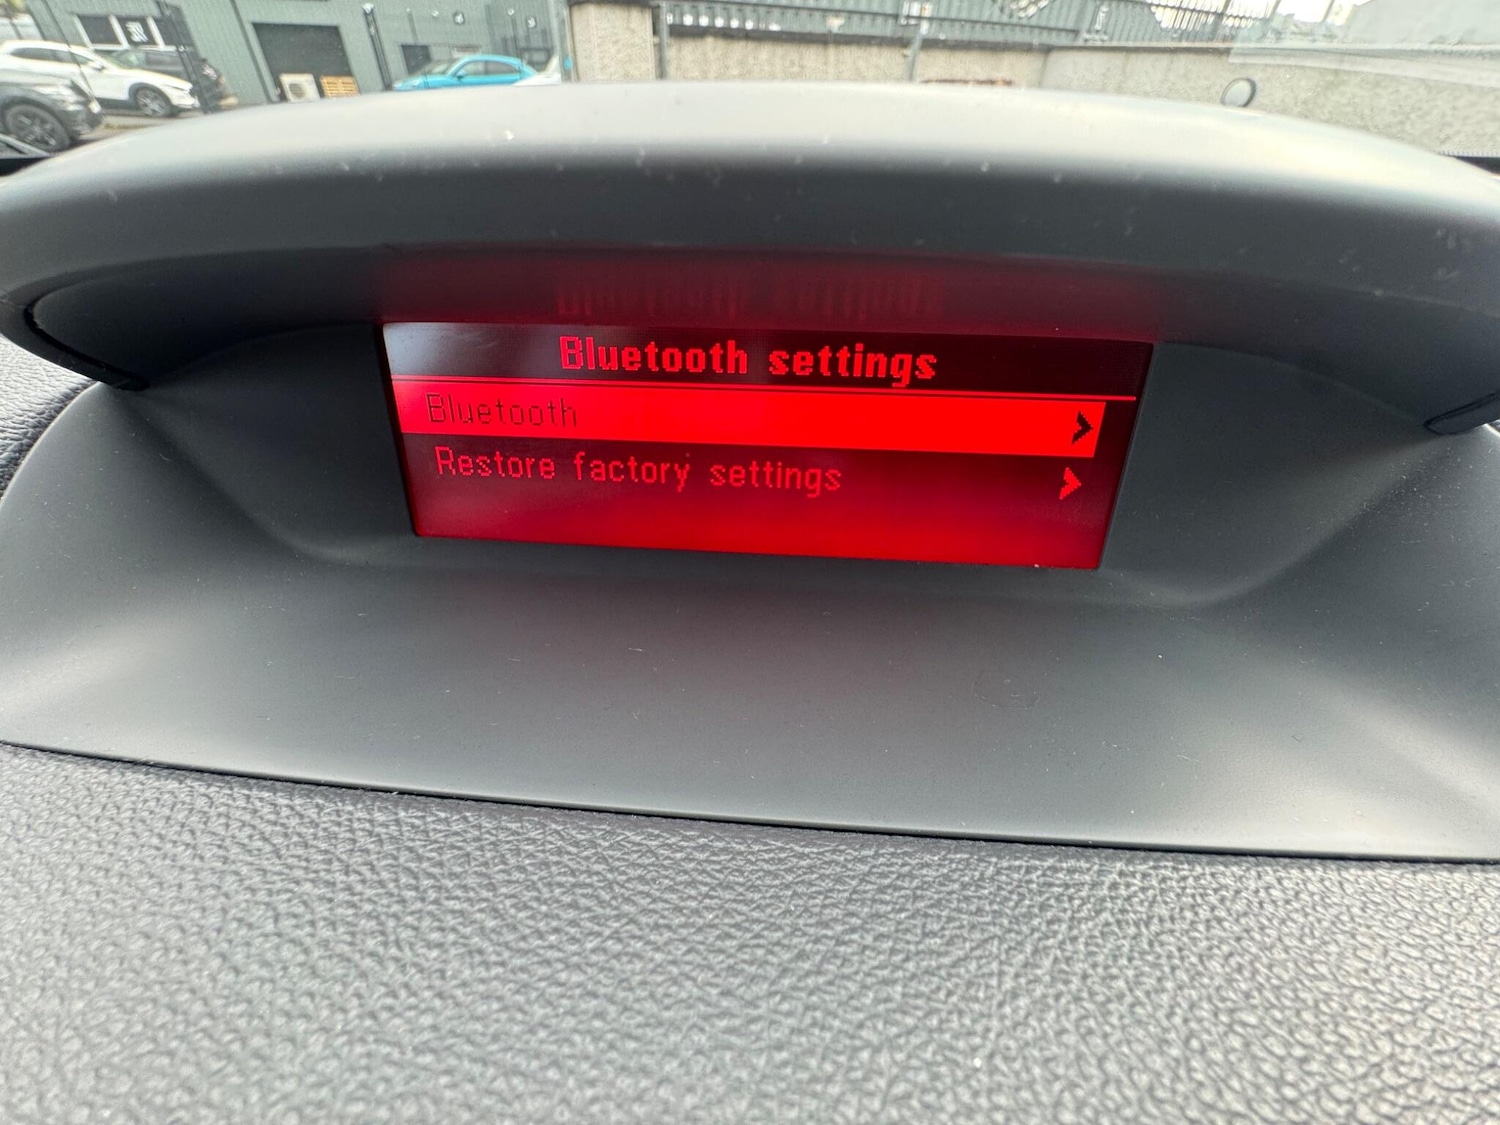 Bluetooth settings
Bluetooth
Restore factory settings